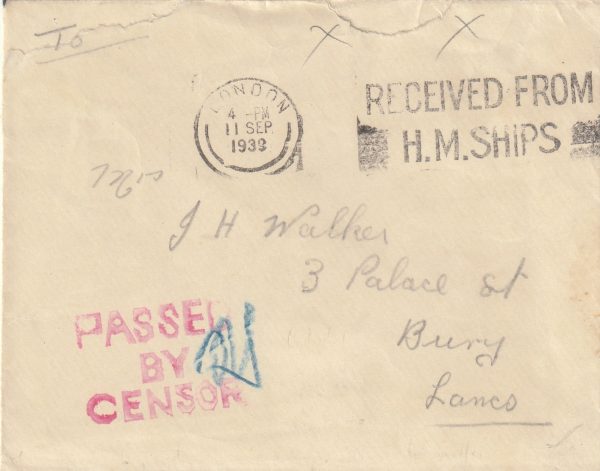 To
LONDON
4 - PM
11 SEP
1939
RECEIVED FROM
H.M.SHIPS
Mrs
J H Walker
3 Palace St
Bury
Lancs
PASSED
BY
CENSOR